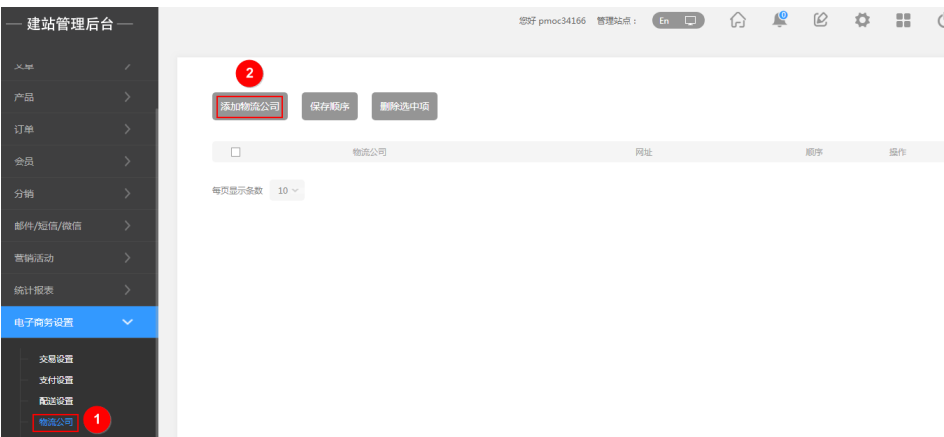 — 建站管理后台 —
您好 pmoc34166 管理站点： En
0
文章
产品
订单
会员
分销
邮件/短信/微信
营销活动
统计报表
电子商务设置
交易设置
支付设置
配送设置
物流公司 1
2
添加物流公司 保存顺序 删除选中项
物流公司 网址 顺序 操作
每页显示条数 10